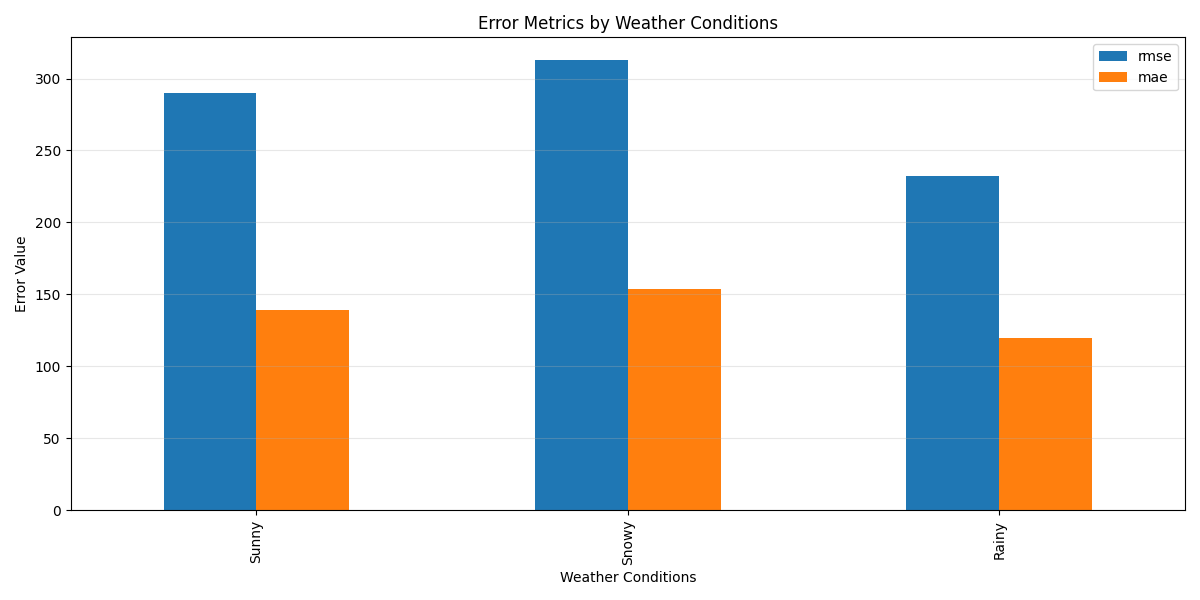 Error Metrics by Weather Conditions
rmse
mae
Error Value
300
250
200
150
100
50
0
Sunny
Snowy
Rainy
Weather Conditions